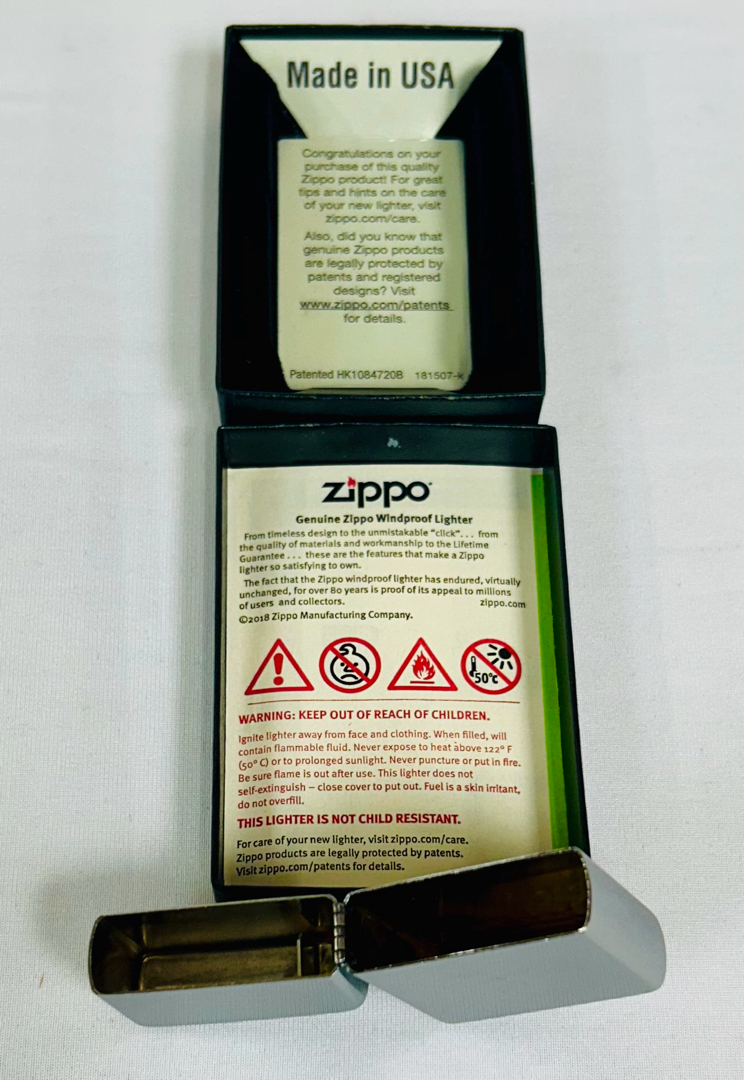 Made in USA
Congratulations on your
purchase of this quality
Zippo product! For great
tips and hints on the care
of your new lighter, visit
zippo.com/care.
Also, did you know that
genuine Zippo products
are legally protected by
patents and registered
designs? Visit
www.zippo.com/patents
for details.
Patented HK1084720B 181507-K
zippo
Genuine Zippo Windproof Lighter
From timeless design to the unmistakable "click"... from
the quality of materials and workmanship to the Lifetime
Guarantee ... these are the features that make a Zippo
lighter so satisfying to own.
The fact that the Zippo windproof lighter has endured, virtually
unchanged, for over 80 years is proof of its appeal to millions
of users and collectors. zippo.com
©2018 Zippo Manufacturing Company.
50°C
WARNING: KEEP OUT OF REACH OF CHILDREN.
Ignite lighter away from face and clothing. When filled, will
contain flammable fluid. Never expose to heat above 122° F
(50° C) or to prolonged sunlight. Never puncture or put in fire.
Be sure flame is out after use. This lighter does not
self-extinguish – close cover to put out. Fuel is a skin irritant,
do not overfill.
THIS LIGHTER IS NOT CHILD RESISTANT.
For care of your new lighter, visit zippo.com/care.
Zippo products are legally protected by patents.
Visit zippo.com/patents for details.